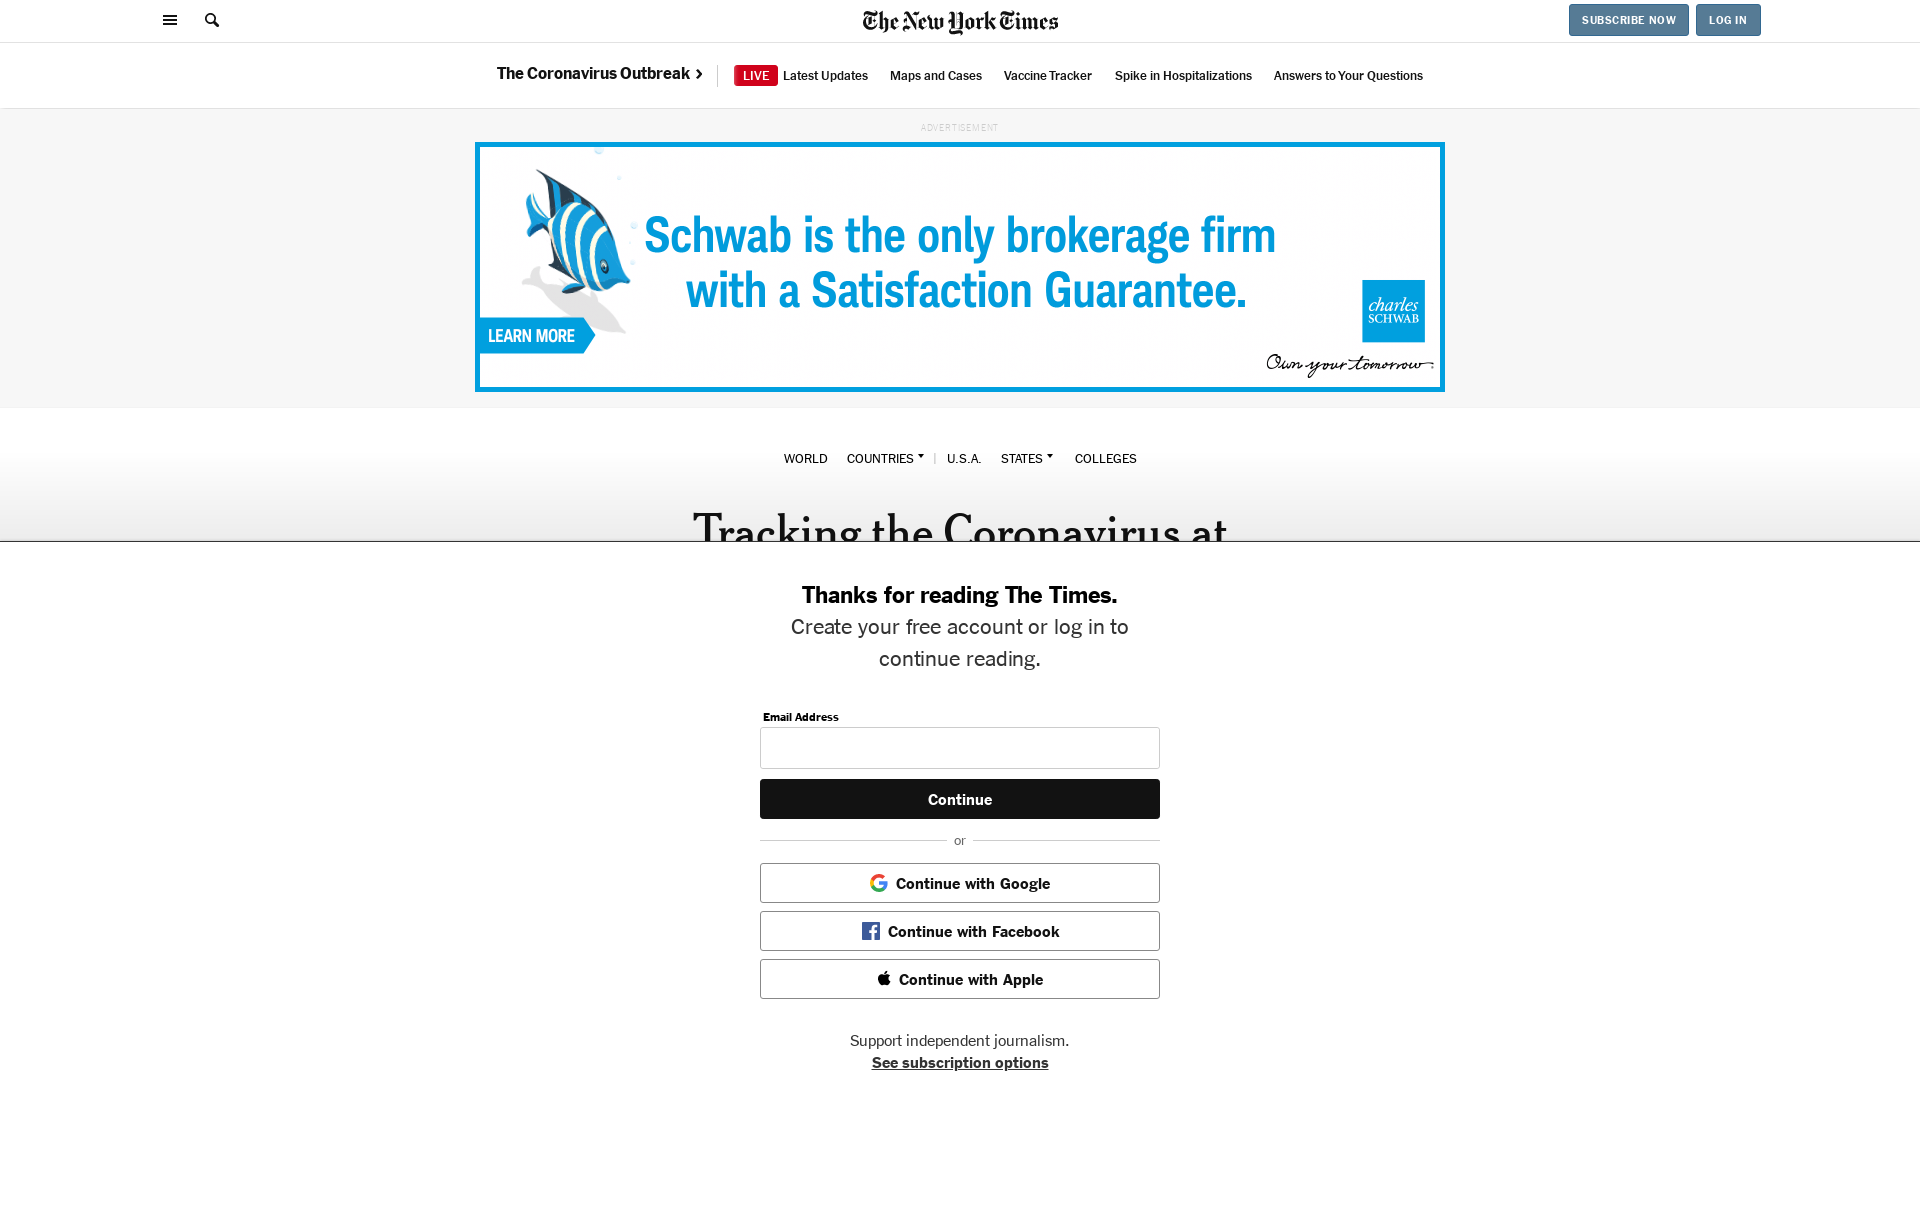 The New York Times
SUBSCRIBE NOW
LOG IN
The Coronavirus Outbreak
LIVE Latest Updates
Maps and Cases
Vaccine Tracker
Spike in Hospitalizations
Answers to Your Questions
ADVERTISEMENT
Schwab is the only brokerage firm
with a Satisfaction Guarantee.
LEARN MORE
charles
SCHWAB
Own your tomorrow.
WORLD
COUNTRIES
U.S.A.
STATES
COLLEGES
Tracking the Coronavirus at
Thanks for reading The Times.
Create your free account or log in to
continue reading.
Email Address
Continue
or
Continue with Google
Continue with Facebook
Continue with Apple
Support independent journalism.
See subscription options